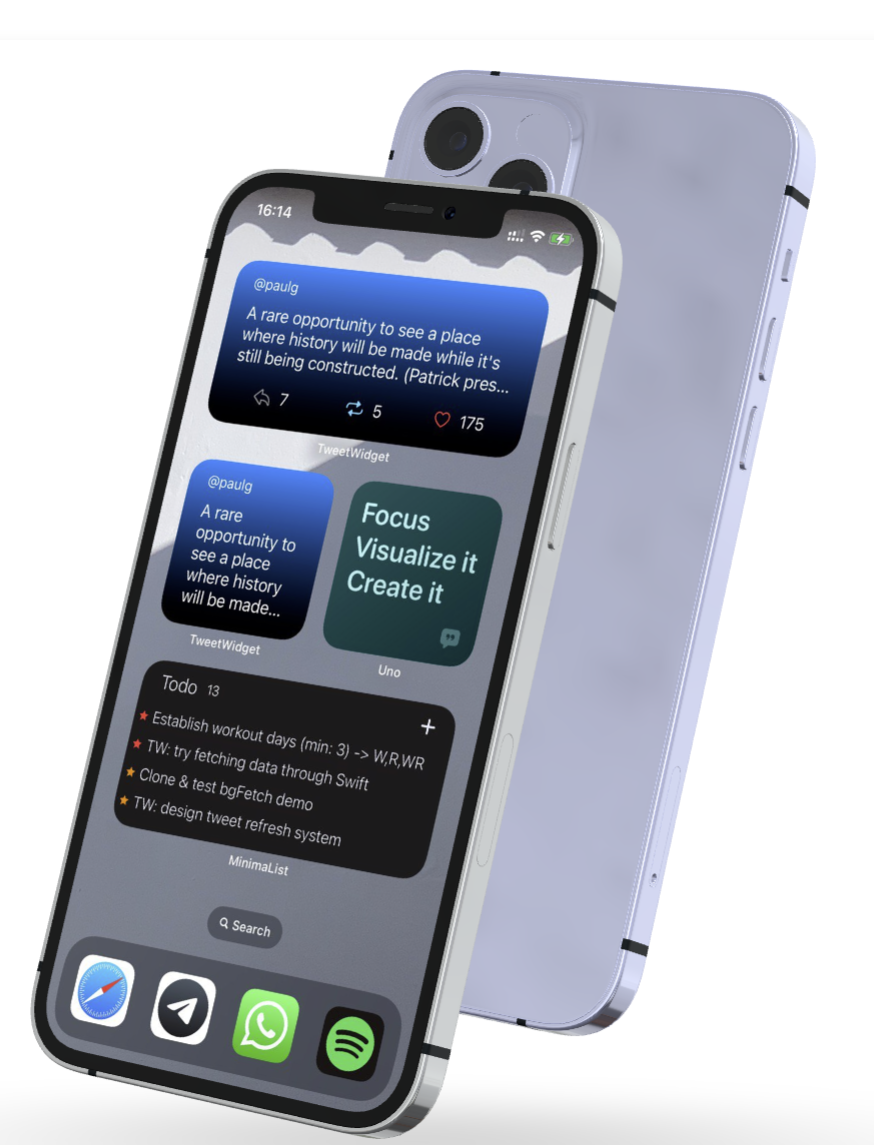 16:14
@paulg
A rare opportunity to see a place
where history will be made while it's
still being constructed. (Patrick pres...
7 5 175
TweetWidget
@paulg
A rare
opportunity to
see a place
where history
will be made...
TweetWidget
Focus
Visualize it
Create it
Uno
Todo 13
Establish workout days (min: 3) -> W,R,WR
TW: try fetching data through Swift
Clone & test bgFetch demo
TW: design tweet refresh system
MinimaList
Search